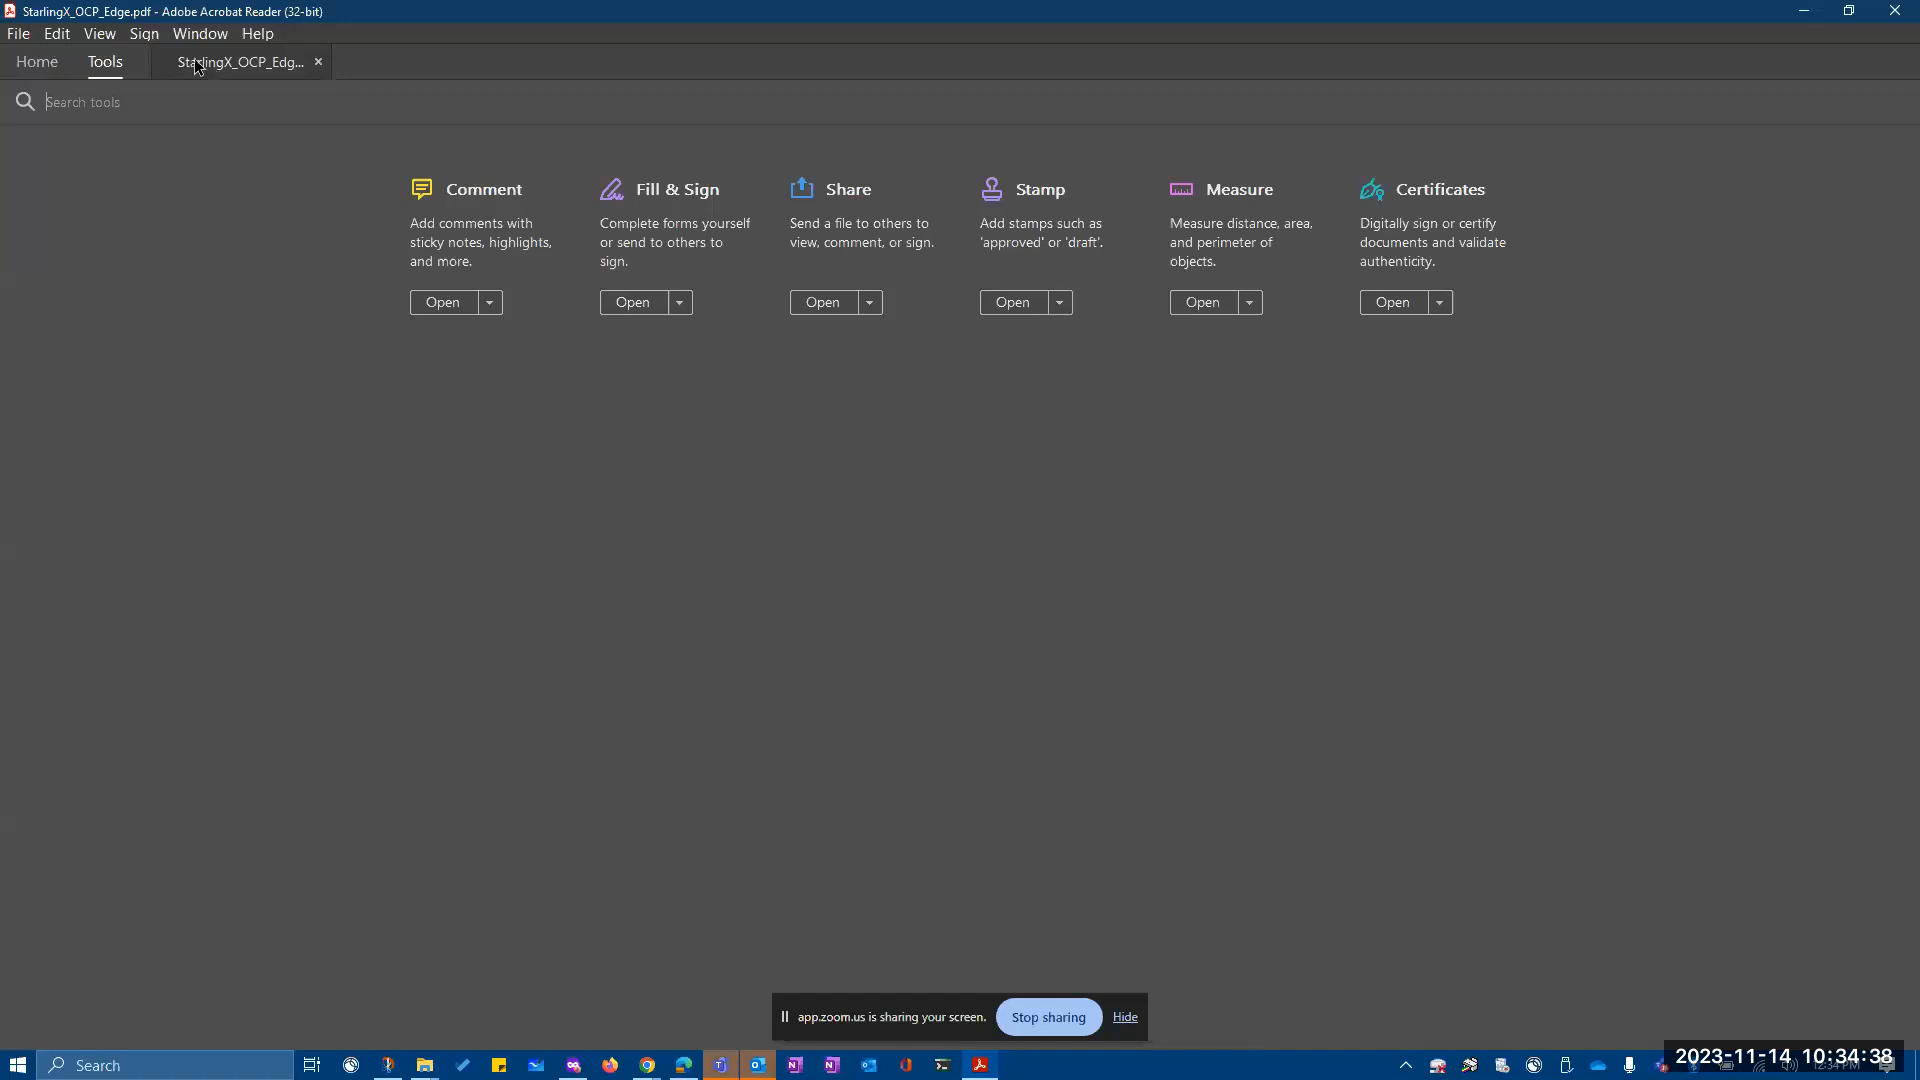 StarlingX_OCP_Edge.pdf - Adobe Acrobat Reader (32-bit)
File Edit View Sign Window Help
Home Tools StarlingX_OCP_Edg...
Search tools
Comment
Add comments with
sticky notes, highlights,
and more.
Open
Fill & Sign
Complete forms yourself
or send to others to
sign.
Open
Share
Send a file to others to
view, comment, or sign.
Open
Stamp
Add stamps such as
'approved' or 'draft'.
Open
Measure
Measure distance, area,
and perimeter of
objects.
Open
Certificates
Digitally sign or certify
documents and validate
authenticity.
Open
app.zoom.us is sharing your screen. Stop sharing Hide
Search
2023-11-14 10:34:38
12:34 PM